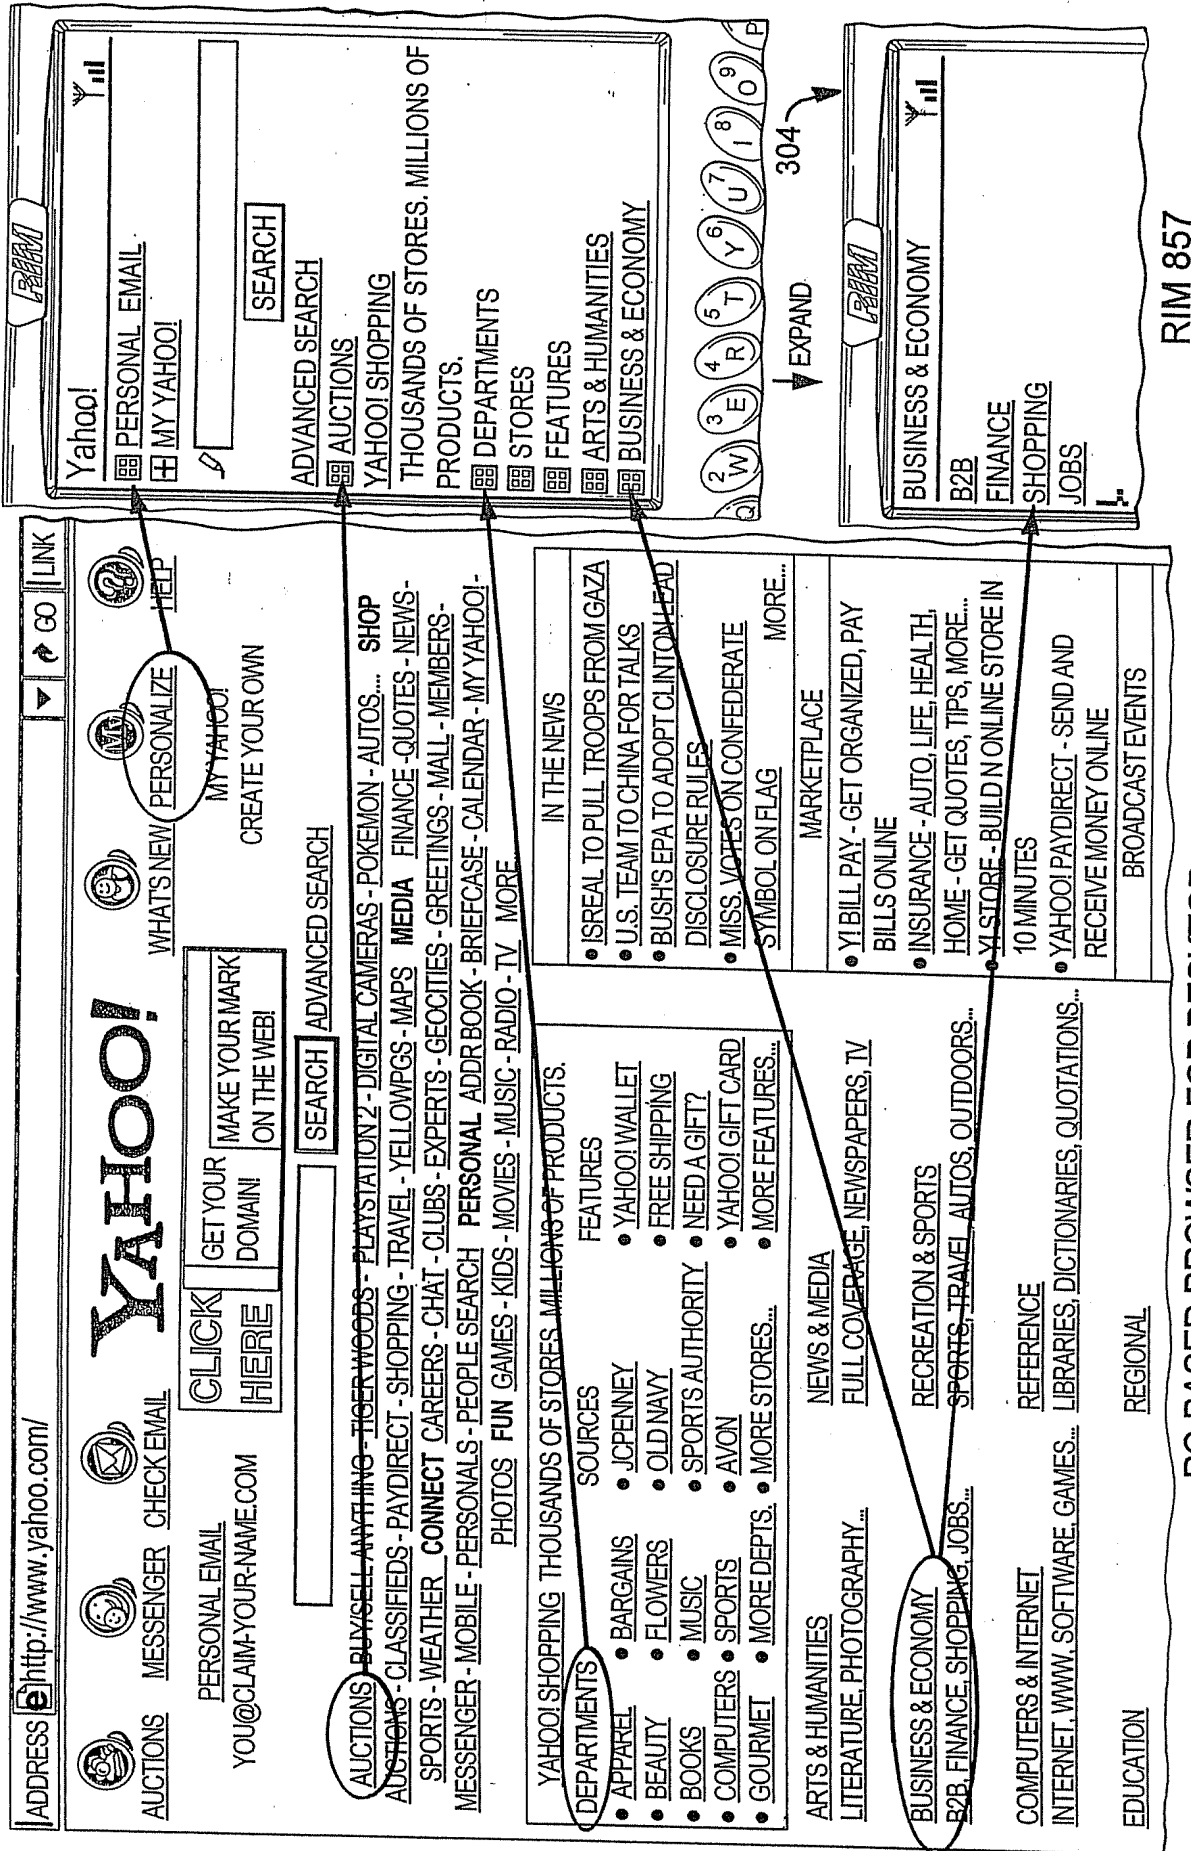 ADDRESS e http://www.yahoo.com/ GO LINK
AUCTIONS MESSENGER CHECK EMAIL YAHOO! WHAT'S NEW PERSONALIZE HELP
PERSONAL EMAIL
YOU@CLAIM-YOUR-NAME.COM
CLICK HERE
GET YOUR DOMAIN!
MAKE YOUR MARK
ON THE WEB!
MY YAHOO!
CREATE YOUR OWN
SEARCH ADVANCED SEARCH
AUCTIONS BUY/SELL ANYTHING - TIGER WOODS - PLAYSTATION 2 - DIGITAL CAMERAS - POKEMON - AUTOS.... SHOP
AUCTIONS - CLASSIFIEDS - PAYDIRECT - SHOPPING - TRAVEL - YELLOWPGS - MAPS MEDIA FINANCE - QUOTES - NEWS-
SPORTS - WEATHER CONNECT CAREERS - CHAT - CLUBS - EXPERTS - GEOCITIES - GREETINGS - MALL - MEMBERS-
MESSENGER - MOBILE - PERSONALS - PEOPLE SEARCH PERSONAL ADDR BOOK - BRIEFCASE - CALENDAR - MY YAHOO!-
PHOTOS FUN GAMES - KIDS - MOVIES - MUSIC - RADIO - TV MORE
YAHOO! SHOPPING THOUSANDS OF STORES. MILLIONS OF PRODUCTS.
DEPARTMENTS SOURCES FEATURES
• APPAREL • BARGAINS • JCPENNEY • YAHOO! WALLET
• BEAUTY • FLOWERS • OLD NAVY • FREE SHIPPING
• BOOKS • MUSIC • SPORTS AUTHORITY • NEED A GIFT?
• COMPUTERS • SPORTS • AVON • YAHOO! GIFT CARD
• GOURMET • MORE DEPTS. • MORE STORES... • MORE FEATURES...
ARTS & HUMANITIES
LITERATURE, PHOTOGRAPHY...
NEWS & MEDIA
FULL COVERAGE, NEWSPAPERS, TV
BUSINESS & ECONOMY
B2B, FINANCE, SHOPPING, JOBS...
RECREATION & SPORTS
SPORTS, TRAVEL, AUTOS, OUTDOORS...
COMPUTERS & INTERNET
INTERNET, WWW, SOFTWARE, GAMES...
REFERENCE
LIBRARIES, DICTIONARIES, QUOTATIONS...
EDUCATION
REGIONAL
IN THE NEWS
• ISREAL TO PULL TROOPS FROM GAZA
• U.S. TEAM TO CHINA FOR TALKS
• BUSH'S EPA TO ADOPT CLINTON LEAD
DISCLOSURE RULES
• MISS. VOTES ON CONFEDERATE
SYMBOL ON FLAG
MORE...
MARKETPLACE
• Y! BILL PAY - GET ORGANIZED, PAY
BILLS ONLINE
• INSURANCE - AUTO, LIFE, HEALTH,
HOME - GET QUOTES, TIPS, MORE...
• Y!STORE - BUILD N ONLINE STORE IN
10 MINUTES
• YAHOO! PAYDIRECT - SEND AND
RECEIVE MONEY ONLINE
BROADCAST EVENTS
RIM
Yahoo!
PERSONAL EMAIL
MY YAHOO!
SEARCH
ADVANCED SEARCH
AUCTIONS
YAHOO! SHOPPING
THOUSANDS OF STORES. MILLIONS OF
PRODUCTS.
DEPARTMENTS
STORES
FEATURES
ARTS & HUMANITIES
BUSINESS & ECONOMY
Q W 2 E 3 R 4 T 5 Y 6 U 7 I 8 O 9 P
EXPAND
304
RIM
BUSINESS & ECONOMY
B2B
FINANCE
SHOPPING
JOBS
RIM 857